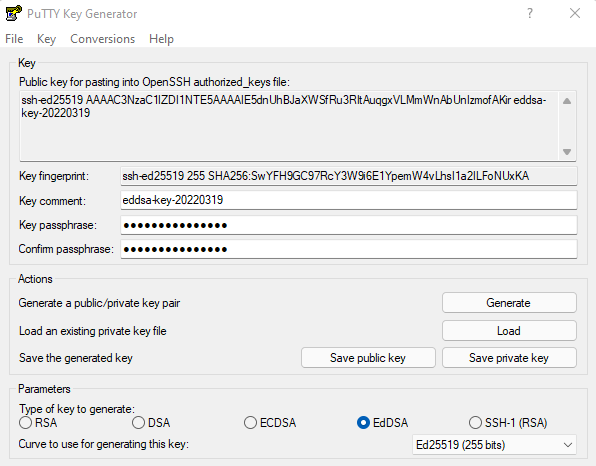 PuTTY Key Generator
File Key Conversions Help
Key
Public key for pasting into OpenSSH authorized_keys file:
ssh-ed25519 AAAAC3NzaC1lZDI1NTE5AAAAIE5dnUhBJaXWSfRu3RltAuqgxVLMmWnAbUnIzmofAKir eddsa-
key-20220319
Key fingerprint: ssh-ed25519 255 SHA256:SwYFH9GC97RcY3W9i6E1YpemW4vLhsI1a2ILFoNUxKA
Key comment: eddsa-key-20220319
Key passphrase: ●●●●●●●●●●●●●●●
Confirm passphrase: ●●●●●●●●●●●●●●●
Actions
Generate a public/private key pair Generate
Load an existing private key file Load
Save the generated key Save public key Save private key
Parameters
Type of key to generate:
RSA DSA ECDSA EdDSA SSH-1 (RSA)
Curve to use for generating this key: Ed25519 (255 bits)